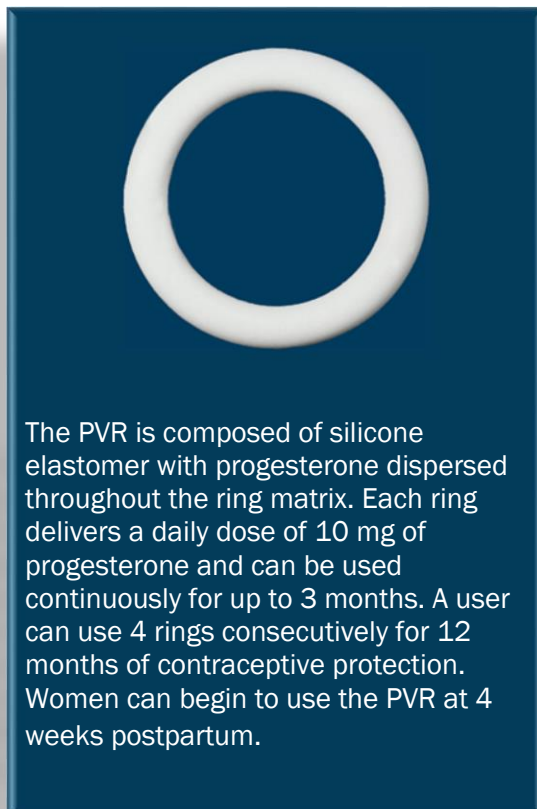 The PVR is composed of silicone
elastomer with progesterone dispersed
throughout the ring matrix. Each ring
delivers a daily dose of 10 mg of
progesterone and can be used
continuously for up to 3 months. A user
can use 4 rings consecutively for 12
months of contraceptive protection.
Women can begin to use the PVR at 4
weeks postpartum.